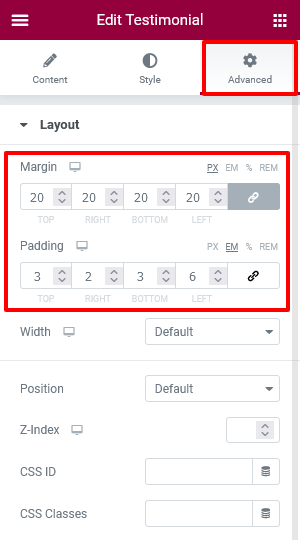 Edit Testimonial
Content Style Advanced
Layout
Margin PX EM % REM
20 20 20 20
TOP RIGHT BOTTOM LEFT
Padding PX EM % REM
3 2 3 6
TOP RIGHT BOTTOM LEFT
Width Default
Position Default
Z-Index
CSS ID
CSS Classes